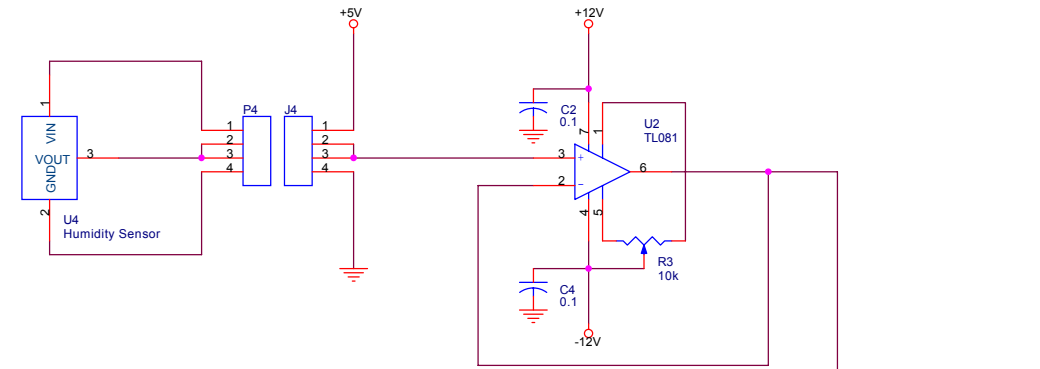 +5V
+12V
P4
J4
C2
0.1
U2
TL081
1
7
1
1
2
3
4
1
2
3
4
VIN
VOUT
GND
3
3
+
2
-
6
2
4
5
U4
Humidity Sensor
R3
10k
C4
0.1
-12V